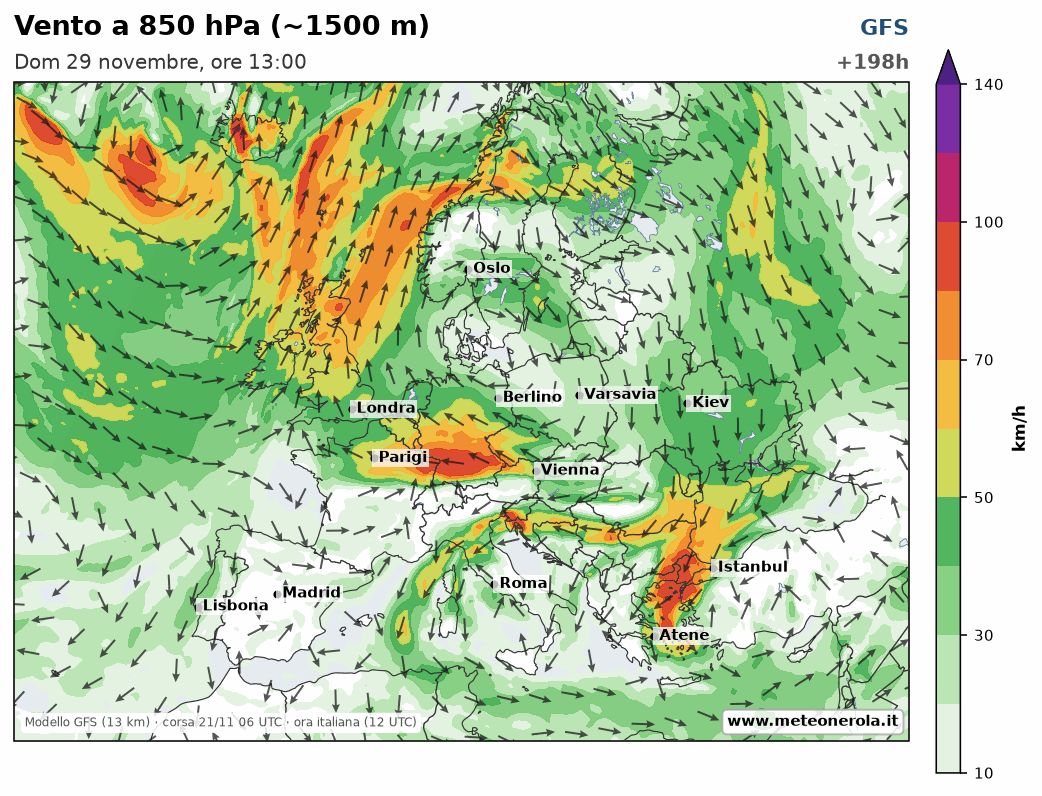 Vento a 850 hPa (~1500 m)
GFS
Dom 29 novembre, ore 13:00
+198h
140
100
70
50
30
10
km/h
Oslo
Londra
Berlino
Varsavia
Kiev
Parigi
Vienna
Istanbul
Roma
Madrid
Lisbona
Atene
Modello GFS (13 km) · corsa 21/11 06 UTC · ora italiana (12 UTC)
www.meteonerola.it